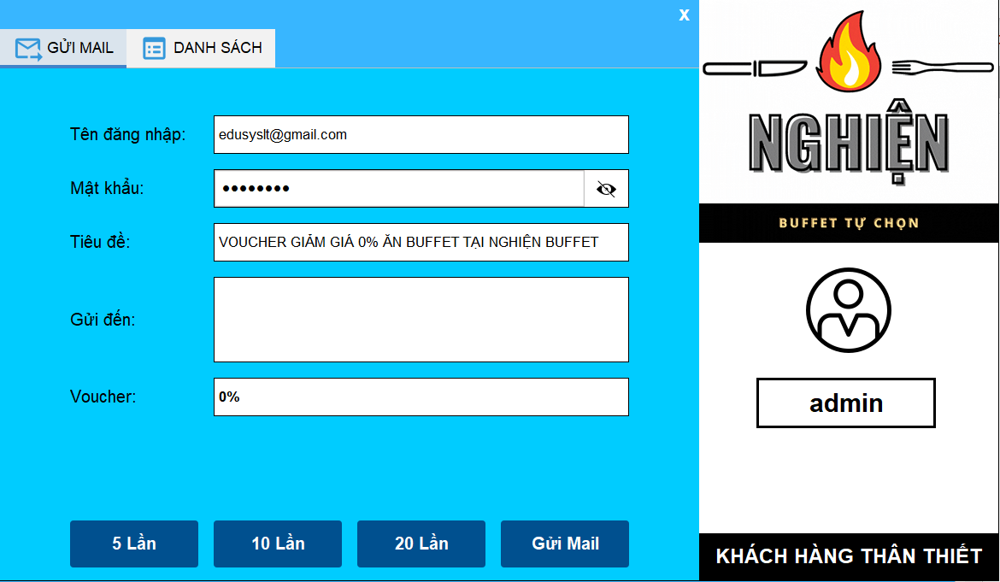 X
GỬI MAIL
DANH SÁCH
Tên đăng nhập:
edusyslt@gmail.com
Mật khẩu:
Tiêu đề:
VOUCHER GIẢM GIÁ 0% ĂN BUFFET TẠI NGHIỆN BUFFET
Gửi đến:
Voucher:
0%
5 Lần
10 Lần
20 Lần
Gửi Mail
NGHIỆN
BUFFET TỰ CHỌN
admin
KHÁCH HÀNG THÂN THIẾT